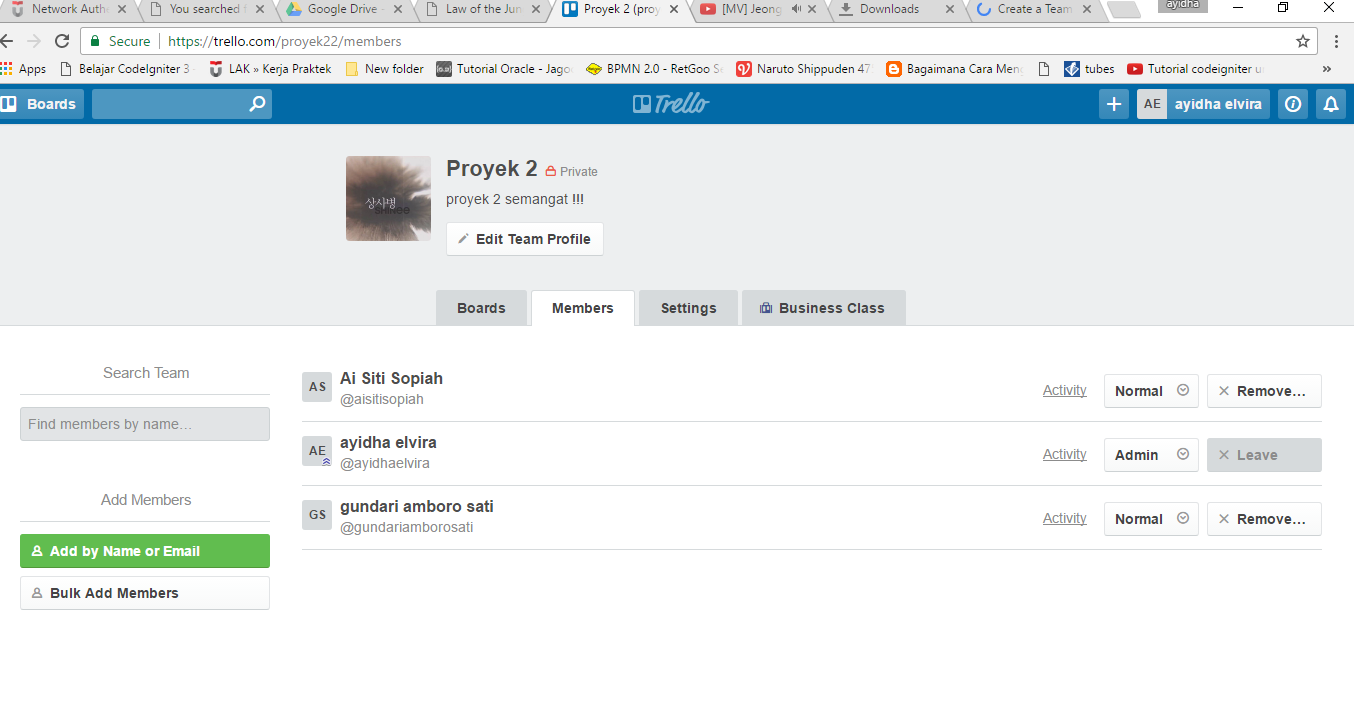 Network Auth
You searched f
Google Drive -
Law of the Jun
Proyek 2 (proy
[MV] Jeong
Downloads
Create a Team
ayidha
Secure
https://trello.com/proyek22/members
Apps
Belajar CodeIgniter 3 -
LAK » Kerja Praktek
New folder
Tutorial Oracle - Jago
BPMN 2.0 - RetGoo Se
Naruto Shippuden 47
Bagaimana Cara Men
tubes
Tutorial codeigniter u
»
Boards
Trello
AE
ayidha elvira
상사병
Proyek 2
Private
proyek 2 semangat !!!
Edit Team Profile
Boards
Members
Settings
Business Class
Search Team
Find members by name…
Add Members
Add by Name or Email
Bulk Add Members
AS
Ai Siti Sopiah
@aisitisopiah
Activity
Normal
Remove…
AE
ayidha elvira
@ayidhaelvira
Activity
Admin
Leave
GS
gundari amboro sati
@gundariamborosati
Activity
Normal
Remove…